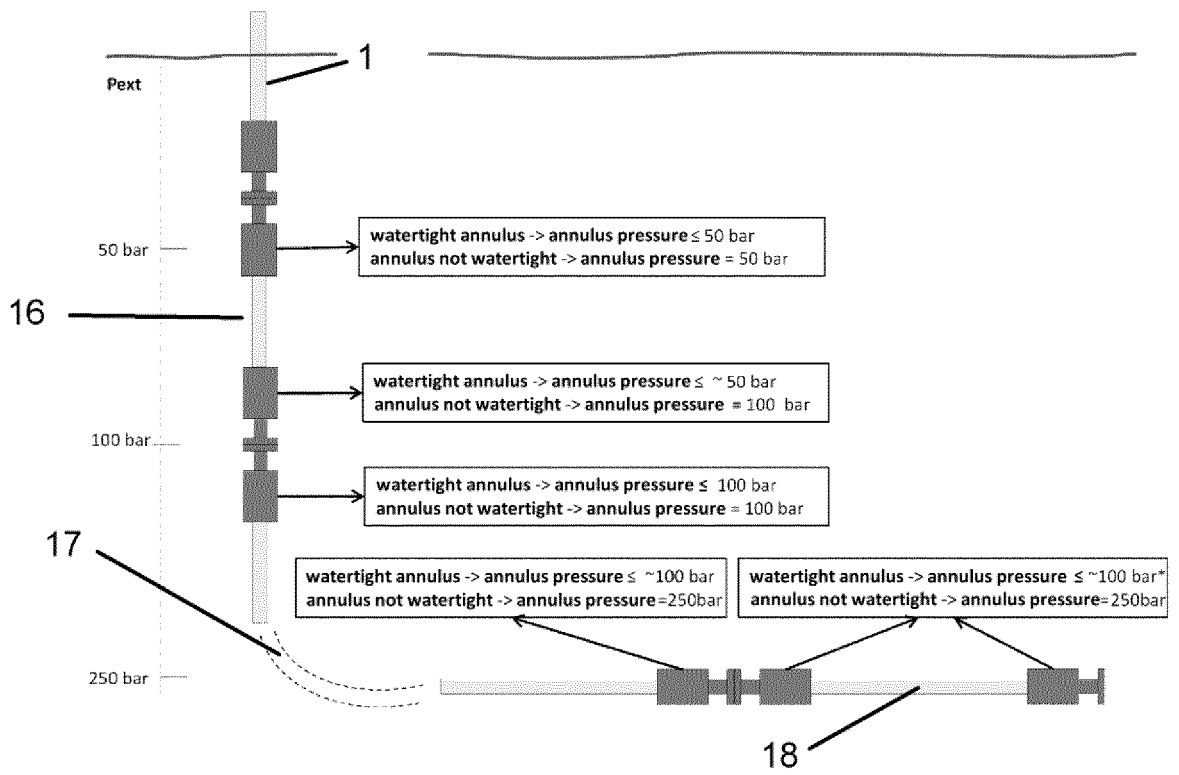 1
Pext
50 bar
watertight annulus -> annulus pressure ≤ 50 bar
annulus not watertight -> annulus pressure = 50 bar
16
watertight annulus -> annulus pressure ≤ ~ 50 bar
annulus not watertight -> annulus pressure = 100 bar
100 bar
watertight annulus -> annulus pressure ≤ 100 bar
annulus not watertight -> annulus pressure = 100 bar
17
watertight annulus -> annulus pressure ≤ ~100 bar
annulus not watertight -> annulus pressure=250bar
watertight annulus -> annulus pressure ≤ ~100 bar*
annulus not watertight -> annulus pressure=250bar
250 bar
18